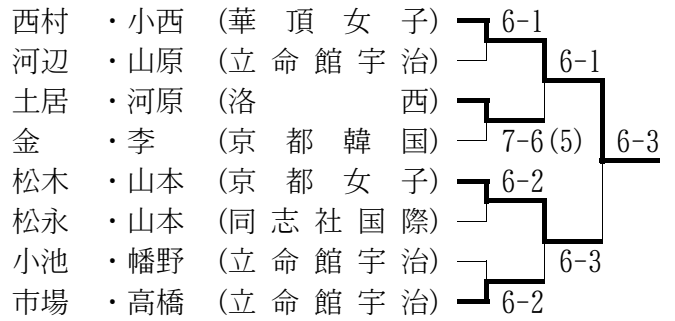 西村 ・小西 (華頂女子) 6-1
河辺 ・山原 (立命館宇治) 6-1
土居 ・河原 (洛西)
金 ・李 (京都韓国) 7-6(5) 6-3
松木 ・山本 (京都女子) 6-2
松永 ・山本 (同志社国際)
小池 ・幡野 (立命館宇治) 6-3
市場 ・高橋 (立命館宇治) 6-2